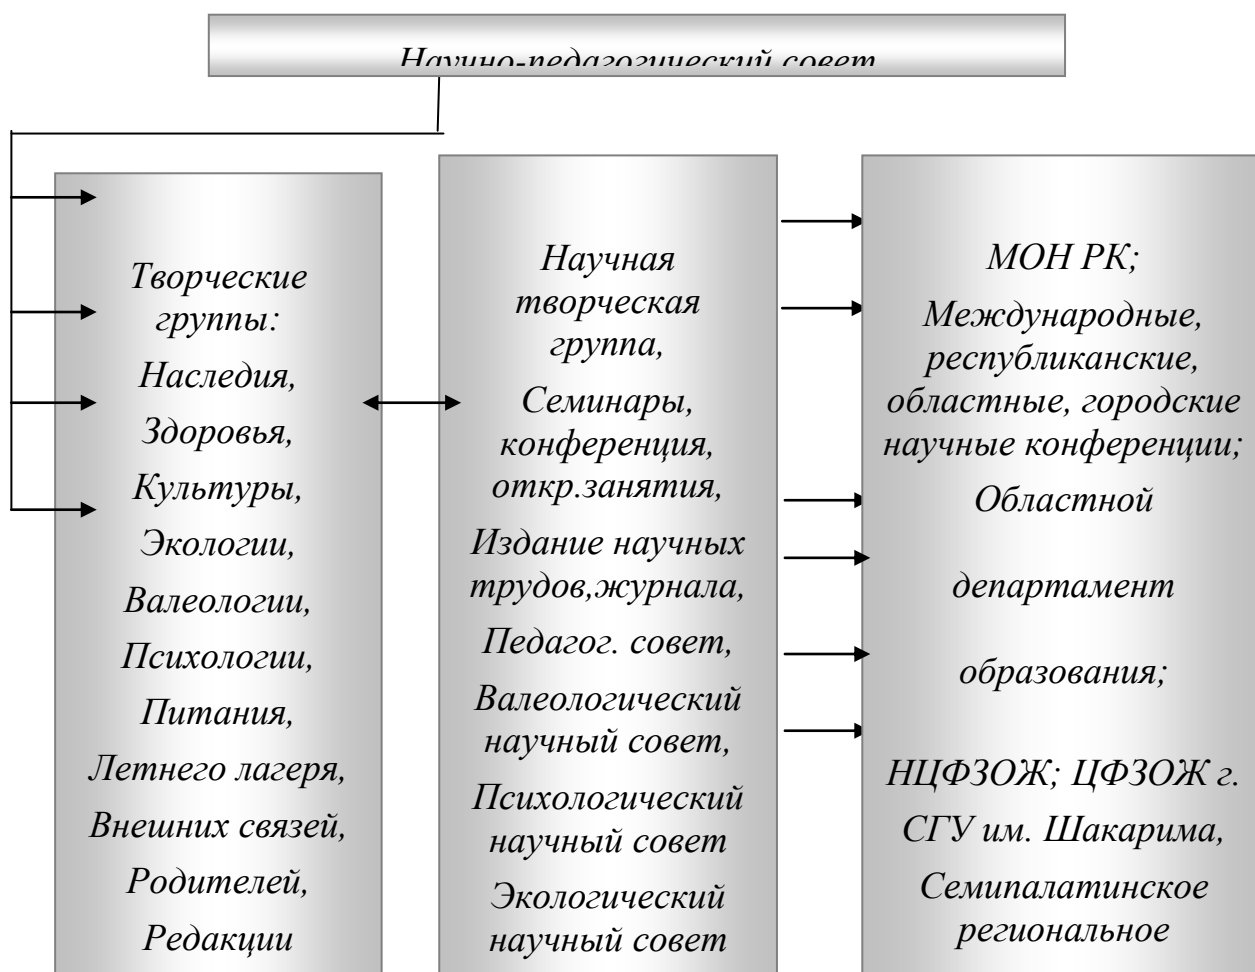 Научно-педагогический совет
Творческие
группы:
Наследия,
Здоровья,
Культуры,
Экологии,
Валеологии,
Психологии,
Питания,
Летнего лагеря,
Внешних связей,
Родителей,
Редакции
Научная
творческая
группа,
Семинары,
конференция,
откр.занятия,
Издание научных
трудов,журнала,
Педагог. совет,
Валеологический
научный совет,
Психологический
научный совет
Экологический
научный совет
МОН РК;
Международные,
республиканские,
областные, городские
научные конференции;
Областной
департамент
образования;
НЦФЗОЖ; ЦФЗОЖ г.
СГУ им. Шакарима,
Семипалатинское
региональное